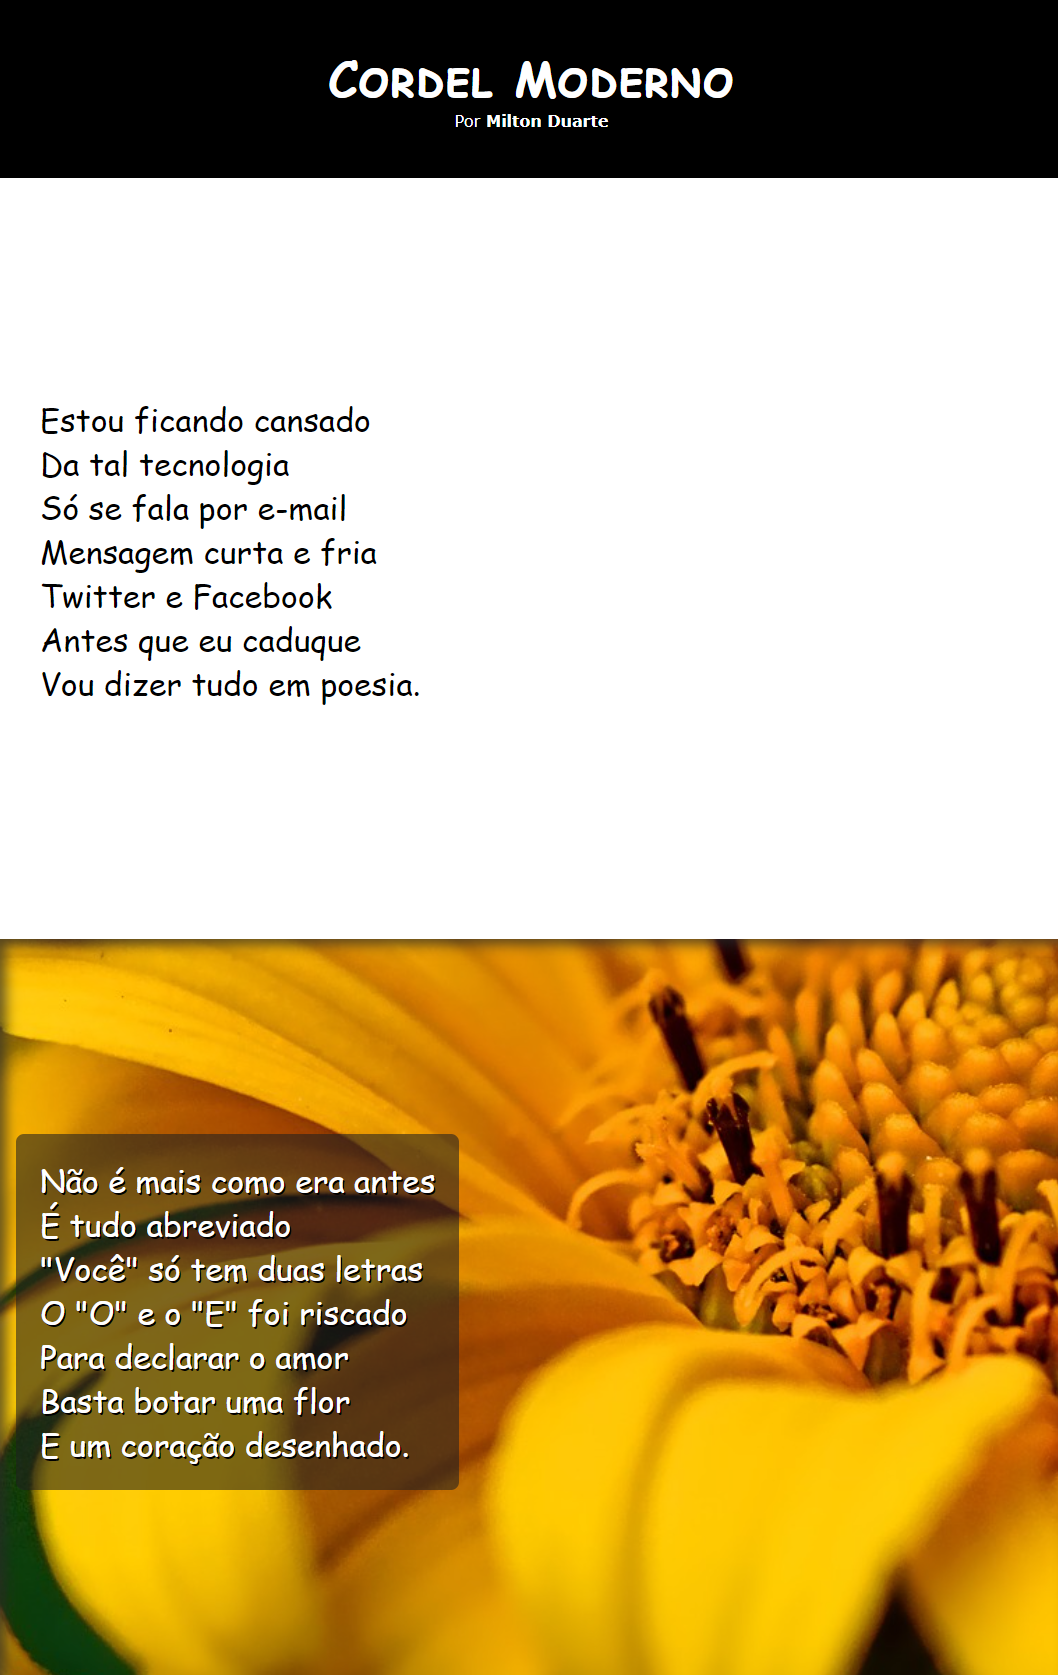 Cordel Moderno
Por Milton Duarte
Estou ficando cansado
Da tal tecnologia
Só se fala por e-mail
Mensagem curta e fria
Twitter e Facebook
Antes que eu caduque
Vou dizer tudo em poesia.
Não é mais como era antes
É tudo abreviado
"Você" só tem duas letras
O "O" e o "E" foi riscado
Para declarar o amor
Basta botar uma flor
E um coração desenhado.